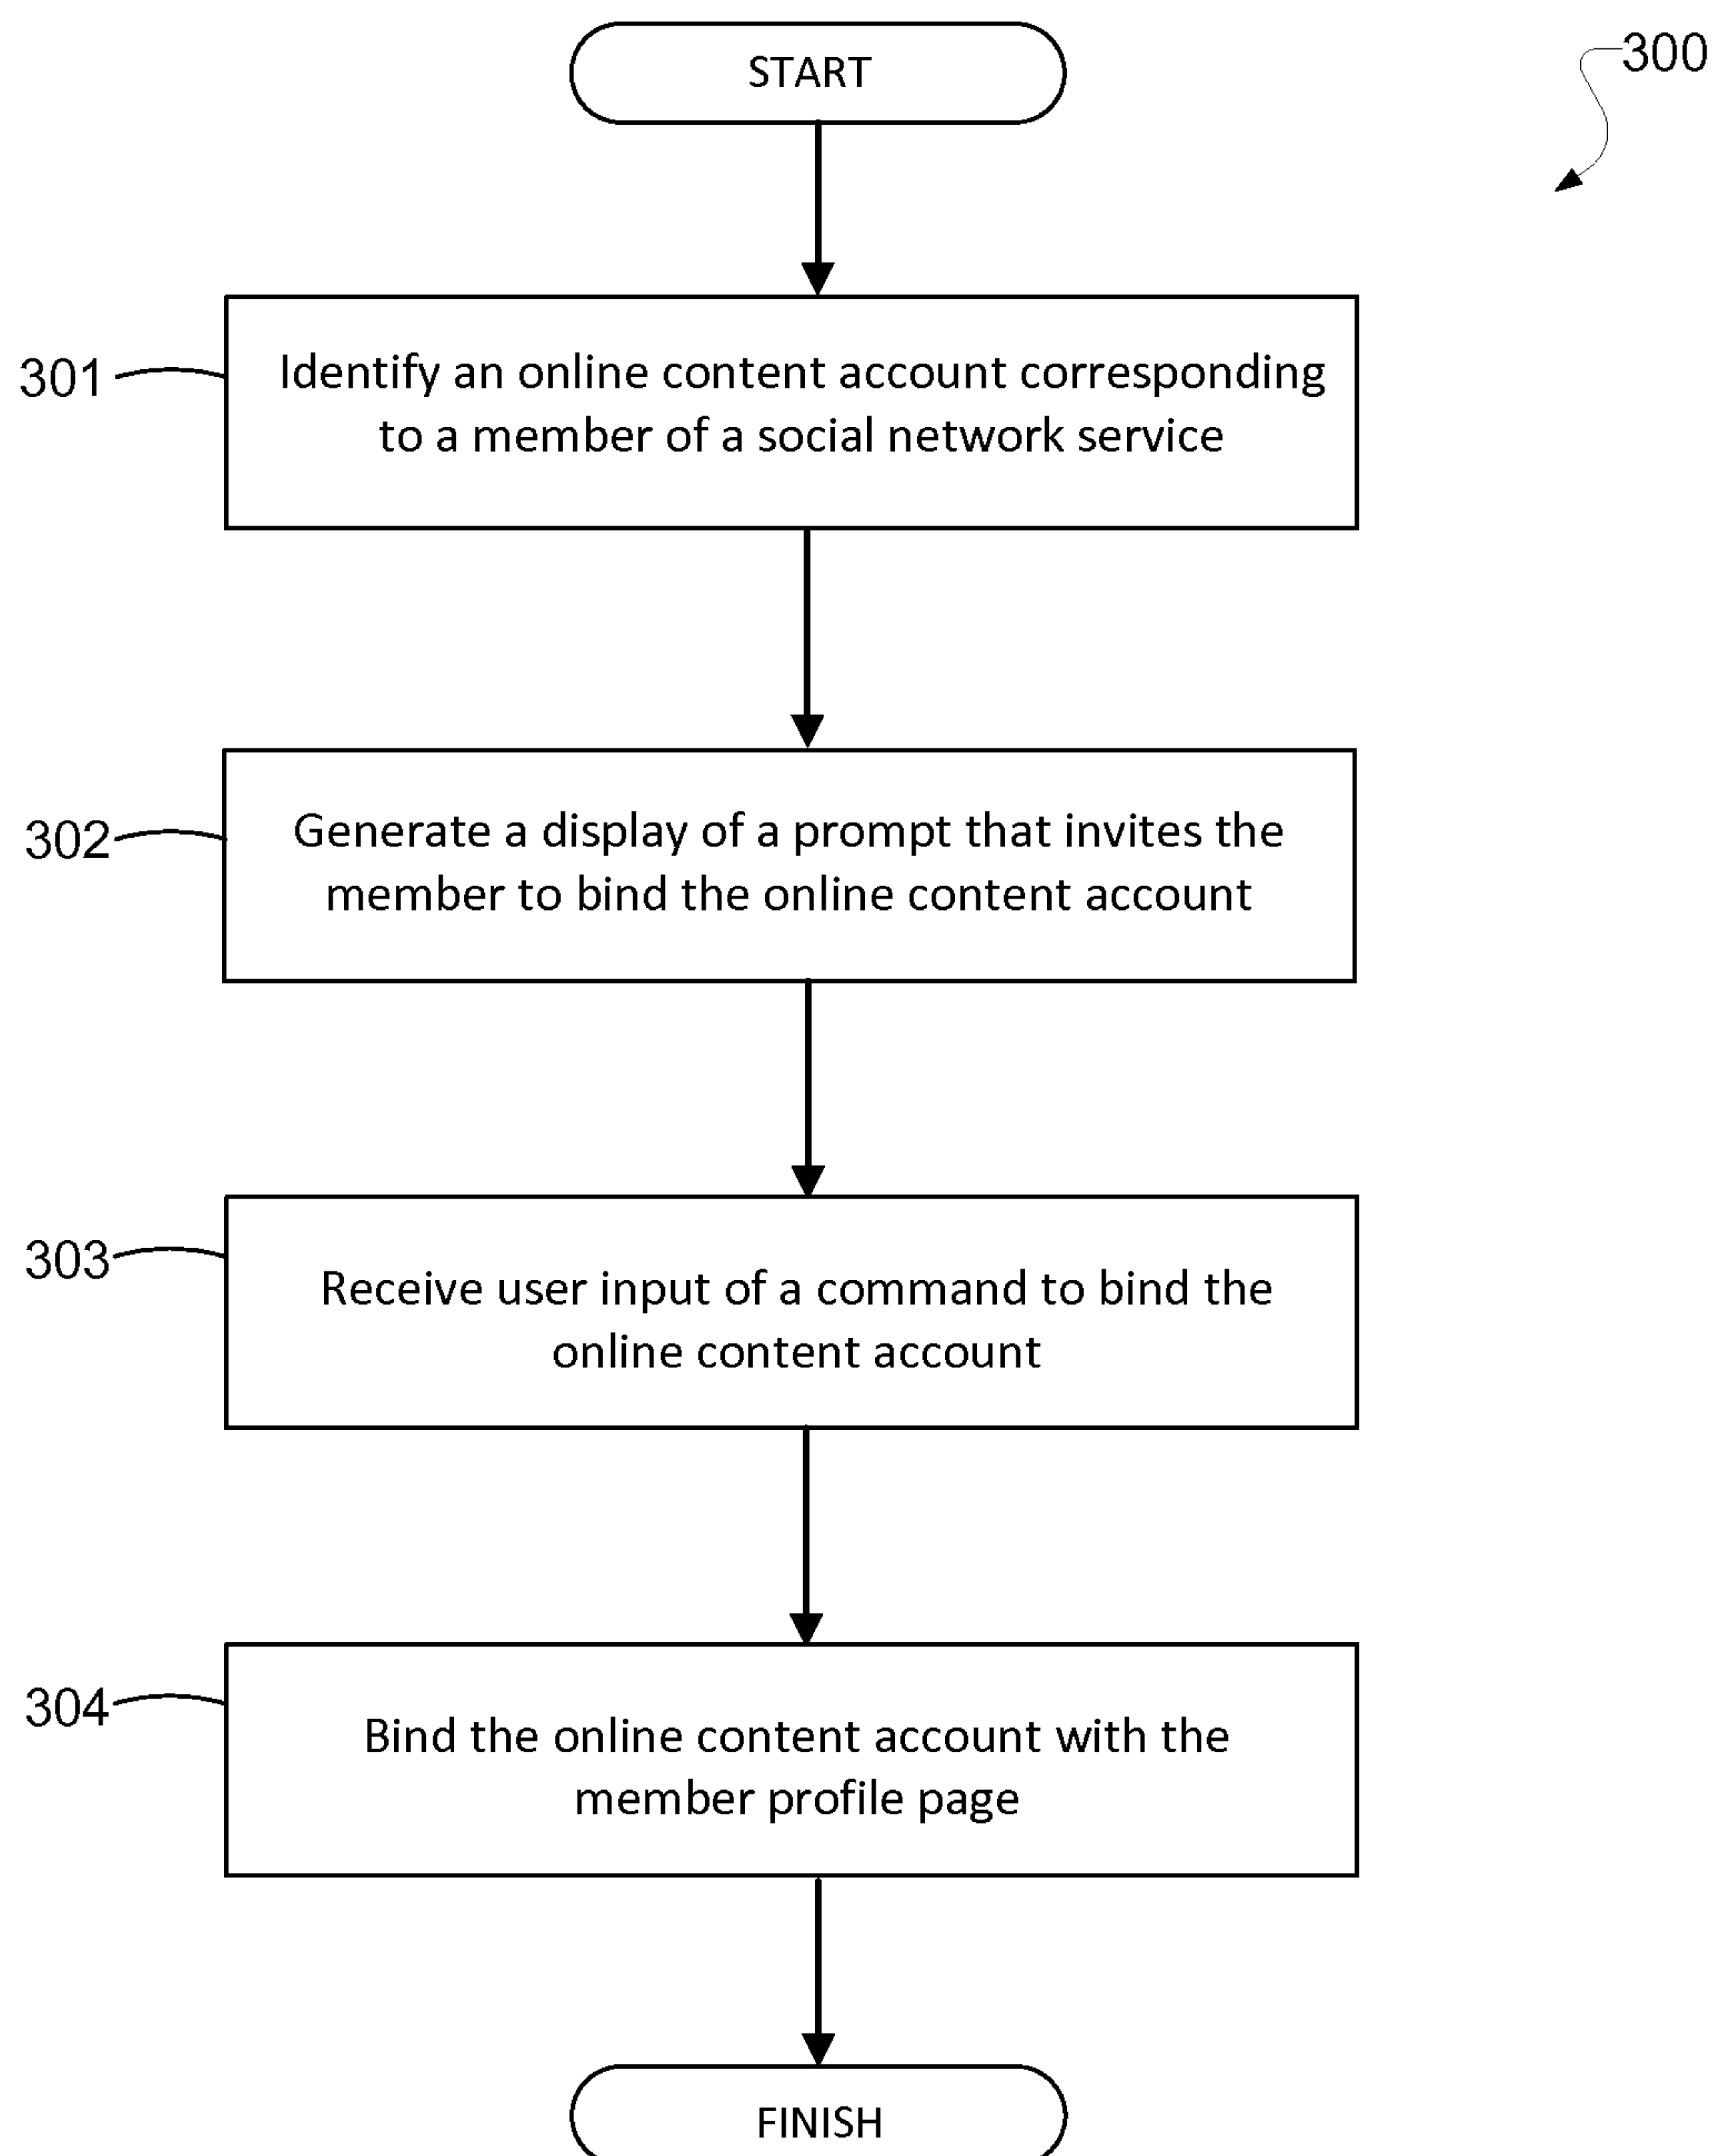 START
300
301
Identify an online content account corresponding
to a member of a social network service
302
Generate a display of a prompt that invites the
member to bind the online content account
303
Receive user input of a command to bind the
online content account
304
Bind the online content account with the
member profile page
FINISH